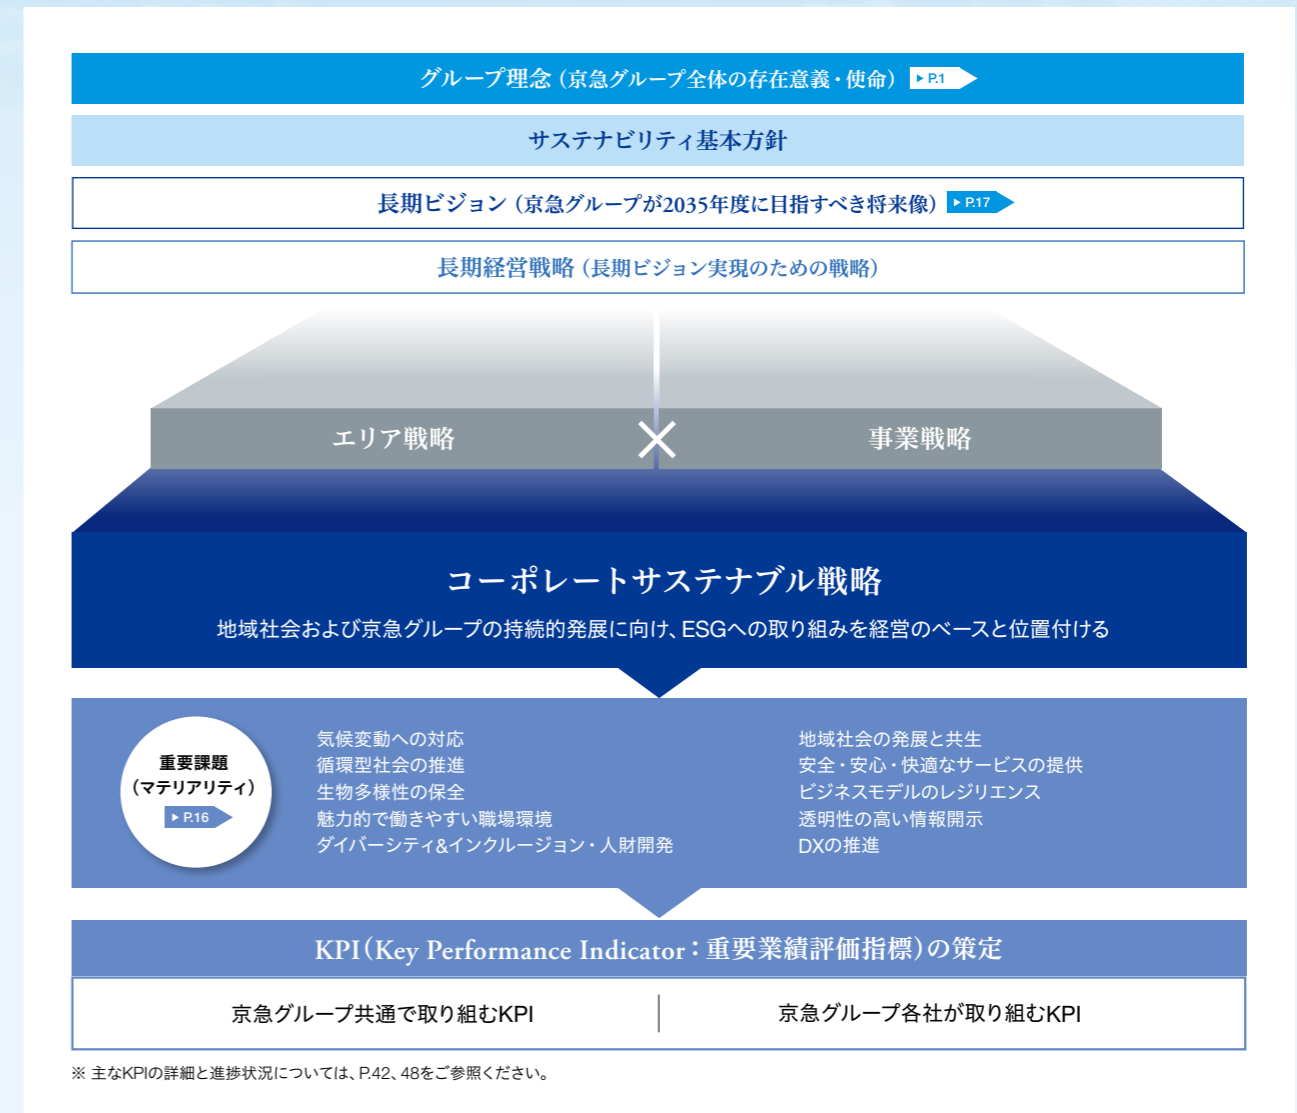 グループ理念（京急グループ全体の存在意義・使命） ▶ P.1
サステナビリティ基本方針
長期ビジョン（京急グループが2035年度に目指すべき将来像） ▶ P.17
長期経営戦略（長期ビジョン実現のための戦略）
エリア戦略 × 事業戦略
コーポレートサステナブル戦略
地域社会および京急グループの持続的発展に向け、ESGへの取り組みを経営のベースと位置付ける
重要課題
（マテリアリティ）
▶ P.16
気候変動への対応
循環型社会の推進
生物多様性の保全
魅力的で働きやすい職場環境
ダイバーシティ&インクルージョン・人財開発
地域社会の発展と共生
安全・安心・快適なサービスの提供
ビジネスモデルのレジリエンス
透明性の高い情報開示
DXの推進
KPI（Key Performance Indicator：重要業績評価指標）の策定
京急グループ共通で取り組むKPI
京急グループ各社が取り組むKPI
※ 主なKPIの詳細と進捗状況については、P.42、48をご参照ください。